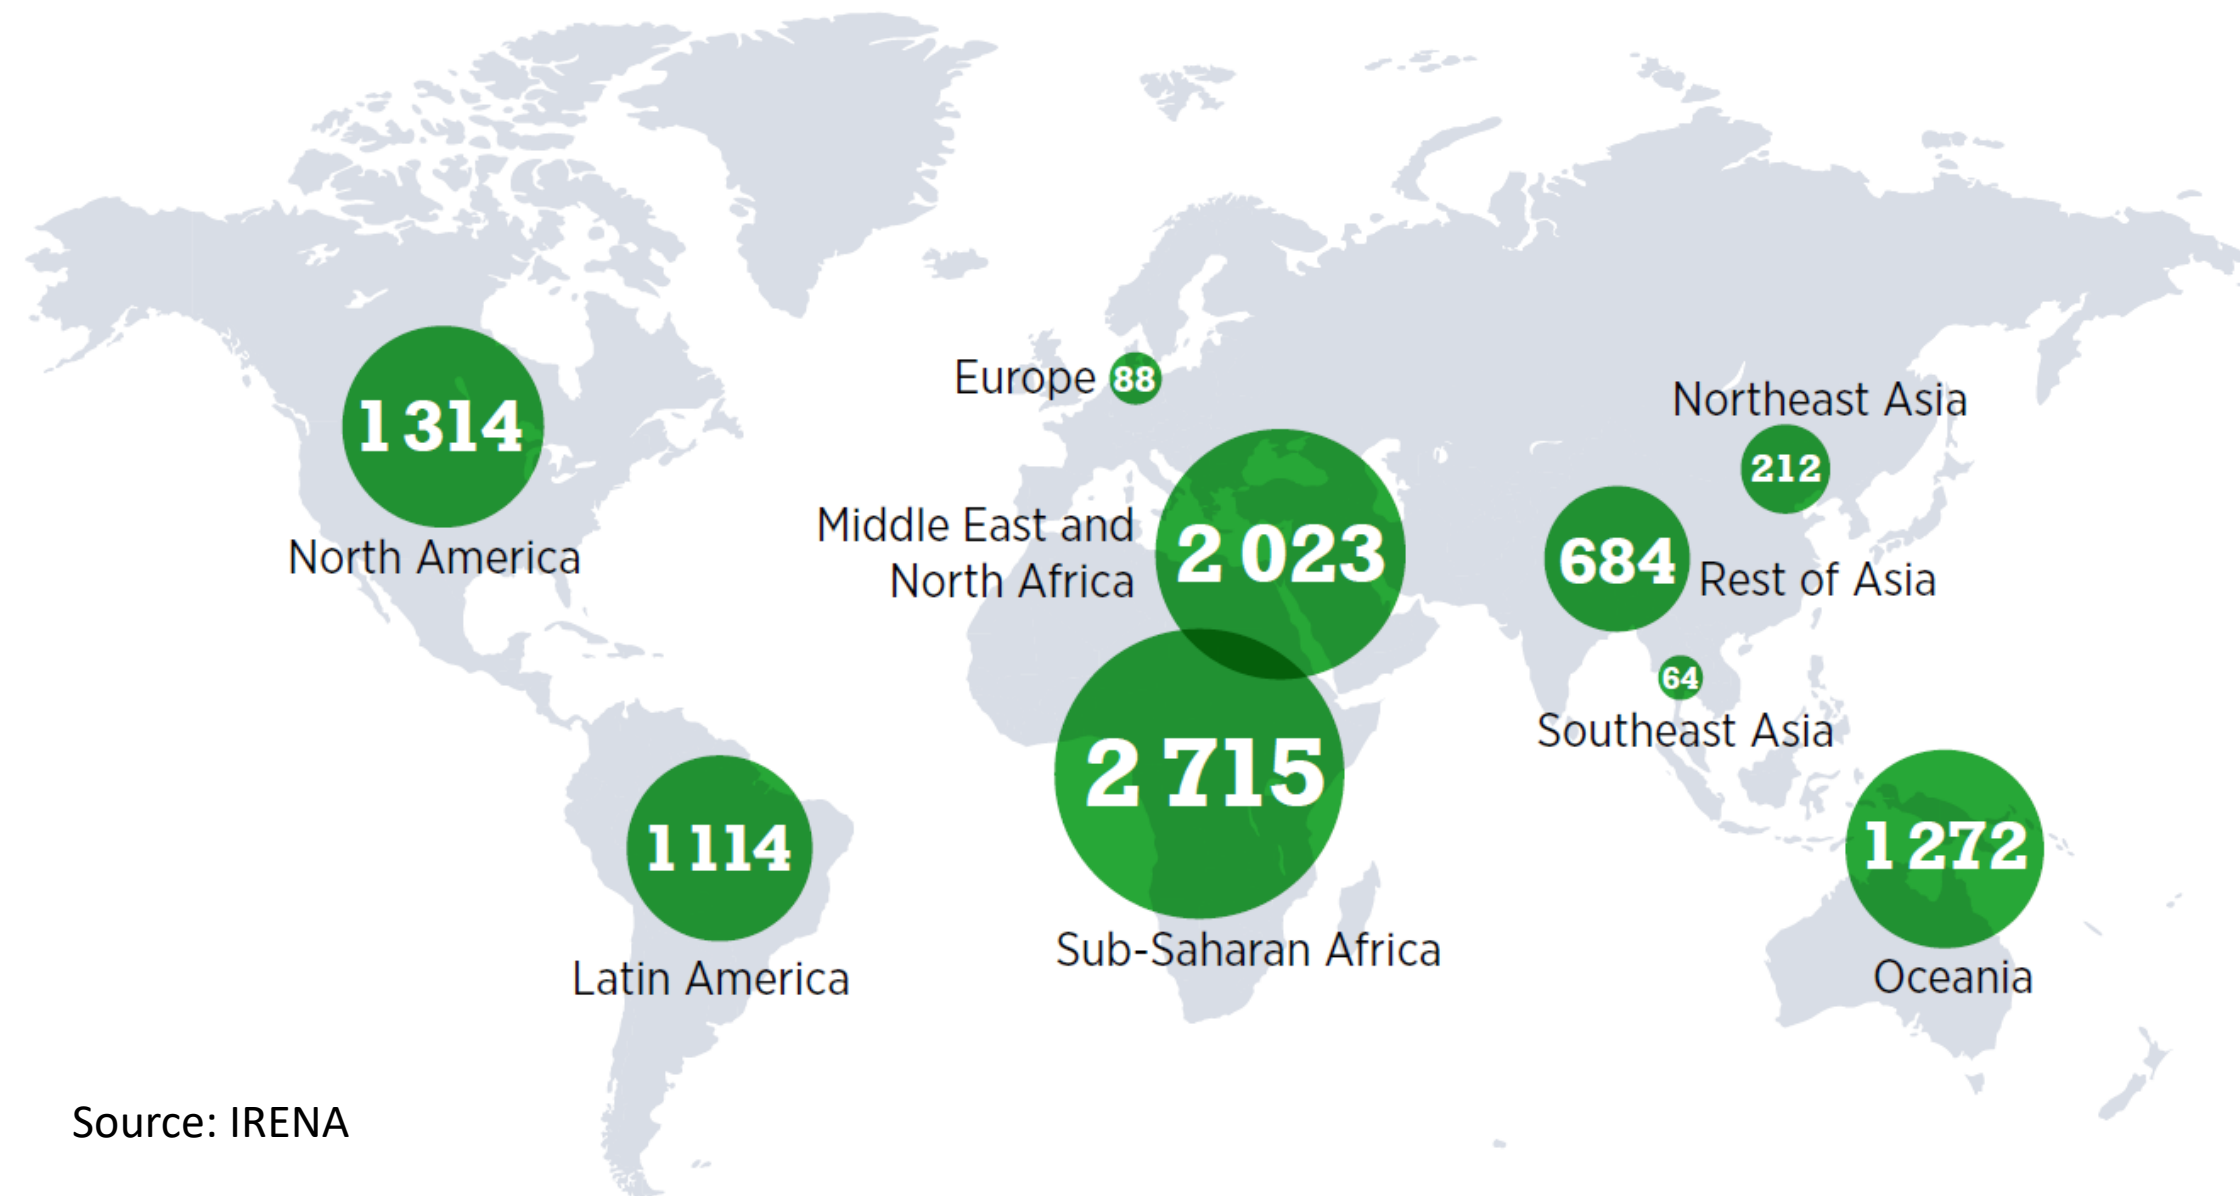 1 314
North America
Europe 88
Northeast Asia
212
Middle East and
North Africa
2 023
684
Rest of Asia
64
Southeast Asia
2 715
Sub-Saharan Africa
1 114
Latin America
1 272
Oceania
Source: IRENA